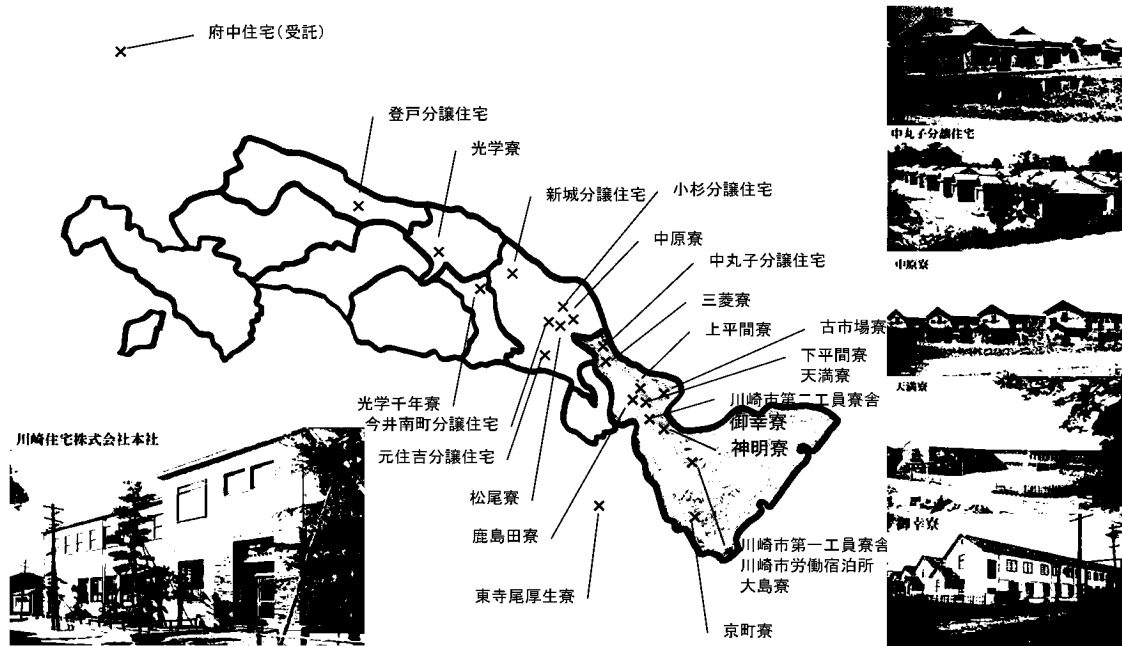 府中住宅(受託)
登戸分譲住宅
光学寮
新城分譲住宅
小杉分譲住宅
中原寮
中丸子分譲住宅
三菱寮
上平間寮
古市場寮
下平間寮
天満寮
川崎市第二工員寮舎
御幸寮
神明寮
光学千年寮
今井南町分譲住宅
元住吉分譲住宅
松尾寮
鹿島田寮
東寺尾厚生寮
川崎市第一工員寮舎
川崎市労働宿泊所
大島寮
京町寮
川崎住宅株式会社本社
分譲住宅
中丸子分譲住宅
中原寮
天満寮
御幸寮